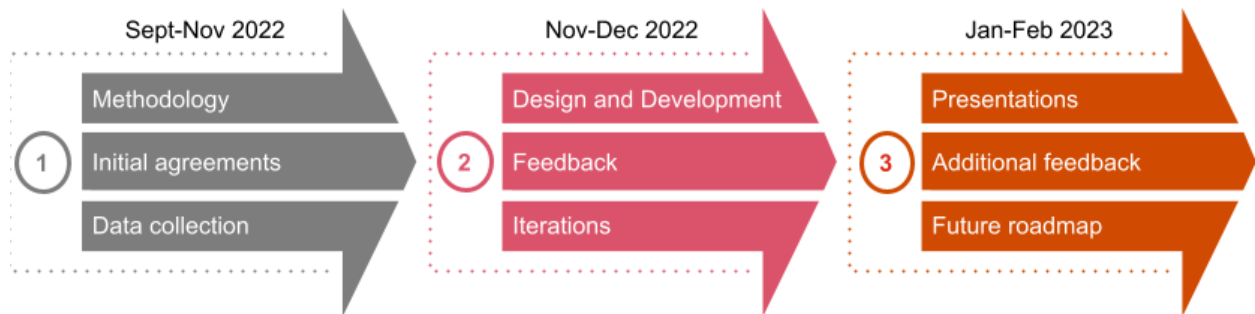 Sept-Nov 2022
1
Methodology
Initial agreements
Data collection
Nov-Dec 2022
2
Design and Development
Feedback
Iterations
Jan-Feb 2023
3
Presentations
Additional feedback
Future roadmap